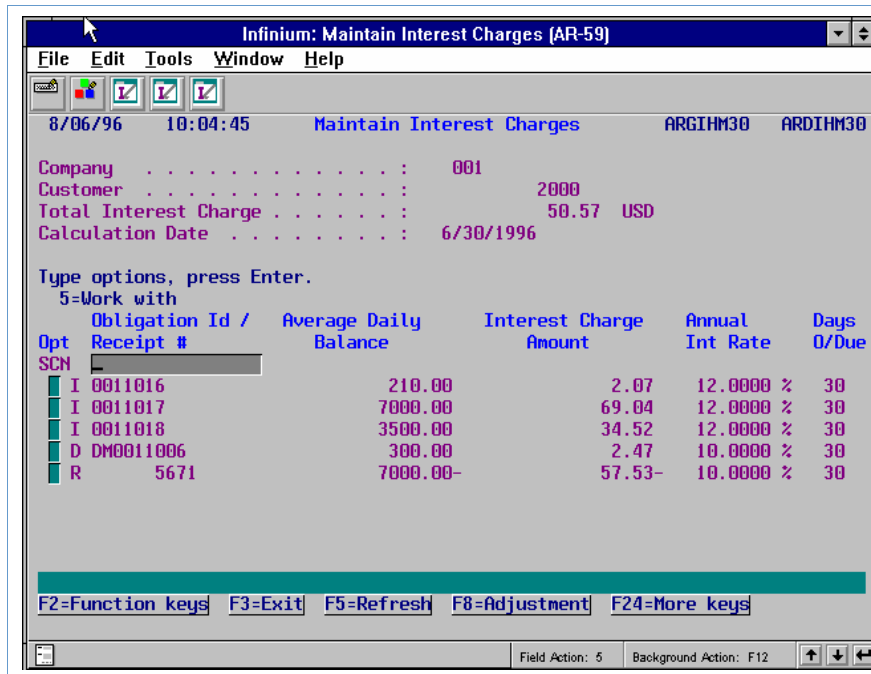 Infinium: Maintain Interest Charges (AR-59)
File Edit Tools Window Help
8/06/96 10:04:45 Maintain Interest Charges ARGIHM30 ARDIHM30
Company . . . . . . . . . . . . . : 001
Customer . . . . . . . . . . . . : 2000
Total Interest Charge . . . . . . : 50.57 USD
Calculation Date . . . . . . . . : 6/30/1996
Type options, press Enter.
5=Work with
Obligation Id / Average Daily Interest Charge Annual Days
Opt Receipt # Balance Amount Int Rate O/Due
SCN
I 0011016 210.00 2.07 12.0000 % 30
I 0011017 7000.00 69.04 12.0000 % 30
I 0011018 3500.00 34.52 12.0000 % 30
D DM0011006 300.00 2.47 10.0000 % 30
R 5671 7000.00- 57.53- 10.0000 % 30
F2=Function keys F3=Exit F5=Refresh F8=Adjustment F24=More keys
Field Action: 5 Background Action: F12